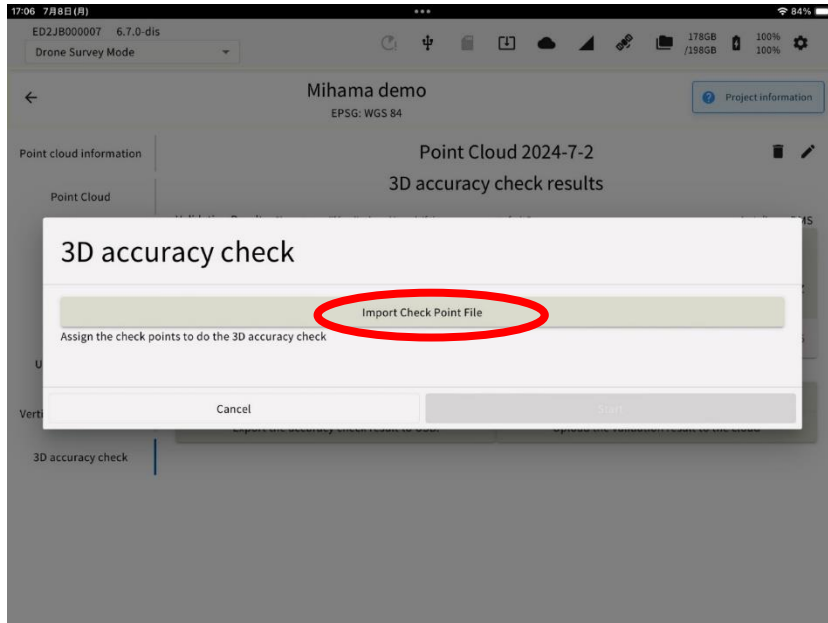 17:06 7月8日(月)
84%
ED2JB000007 6.7.0-dis
Drone Survey Mode
178GB
/198GB
100%
100%
Mihama demo
EPSG: WGS 84
Project information
Point cloud information
Point Cloud 2024-7-2
Point Cloud
3D accuracy check results
3D accuracy check
Import Check Point File
Assign the check points to do the 3D accuracy check
Cancel
Start
Verti
3D accuracy check